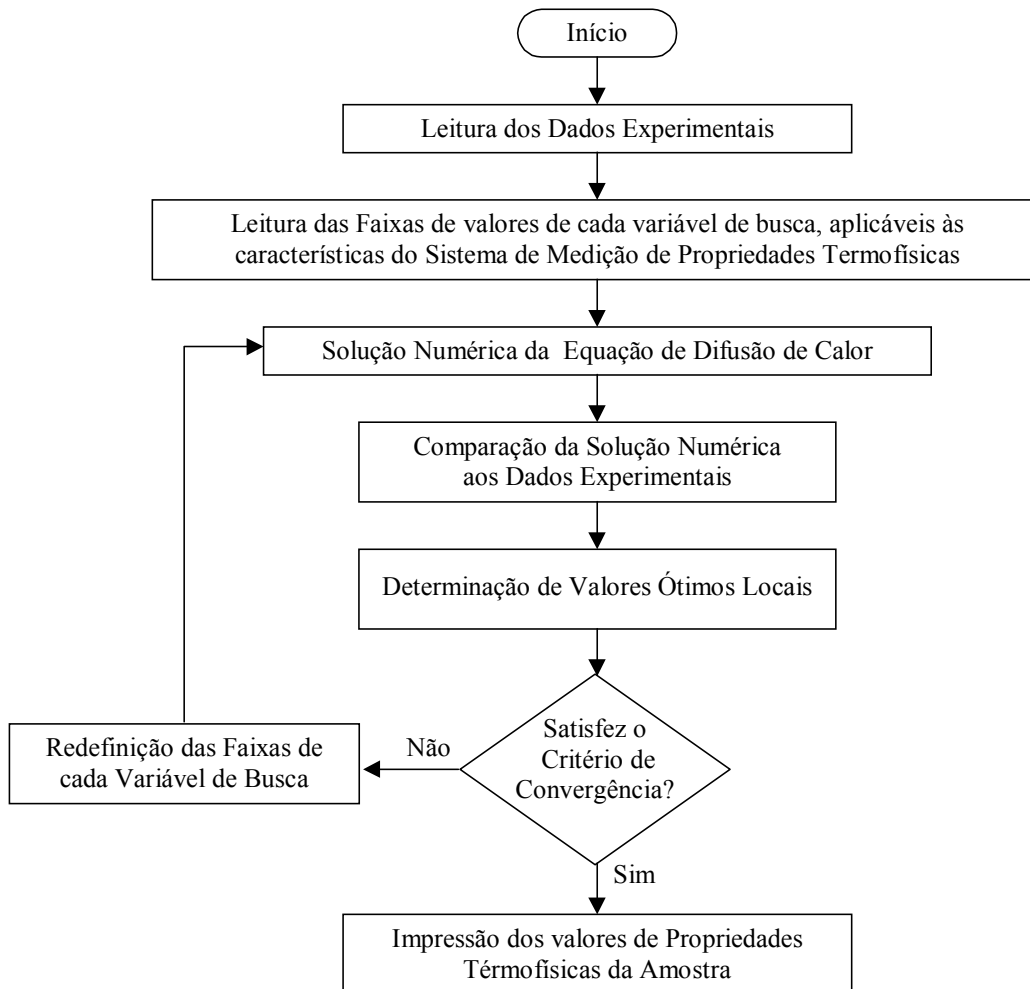 Início
Leitura dos Dados Experimentais
Leitura das Faixas de valores de cada variável de busca, aplicáveis às
características do Sistema de Medição de Propriedades Termofísicas
Solução Numérica da Equação de Difusão de Calor
Comparação da Solução Numérica
aos Dados Experimentais
Determinação de Valores Ótimos Locais
Satisfez o
Critério de
Convergência?
Não
Redefinição das Faixas de
cada Variável de Busca
Sim
Impressão dos valores de Propriedades
Térmofísicas da Amostra